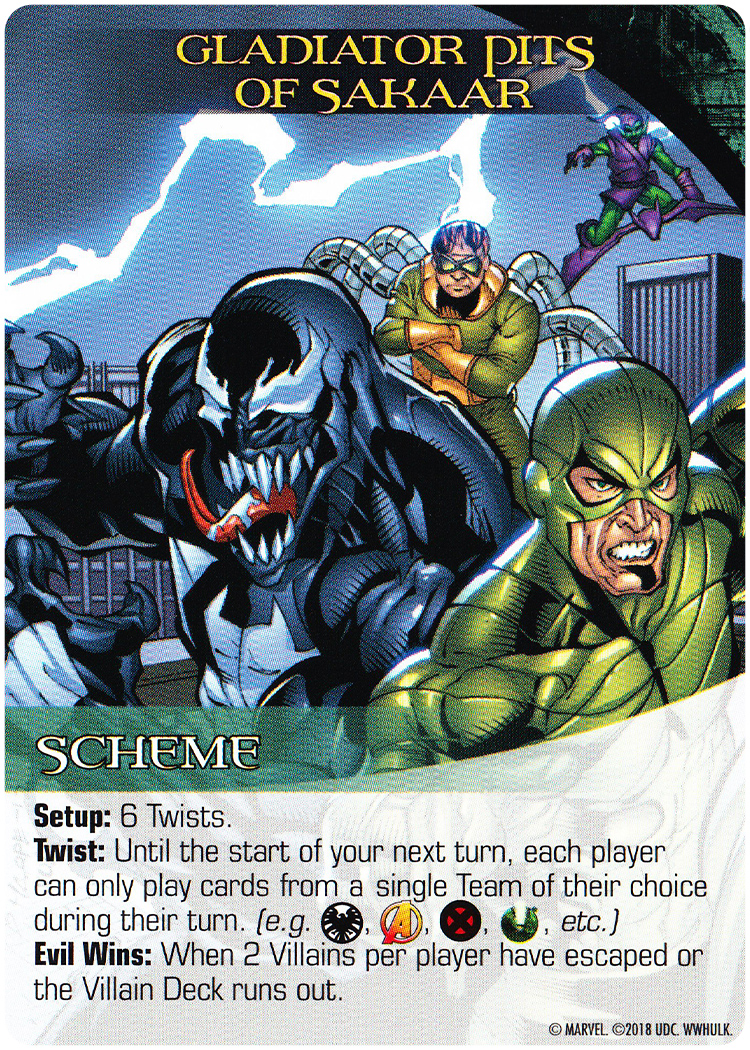 GLADIATOR PITS
OF SAKAAR
SCHEME
Setup: 6 Twists.
Twist: Until the start of your next turn, each player
can only play cards from a single Team of their choice
during their turn. (e.g. , , , , etc.)
Evil Wins: When 2 Villains per player have escaped or
the Villain Deck runs out.
© MARVEL. ©2018 UDC. WWHULK.